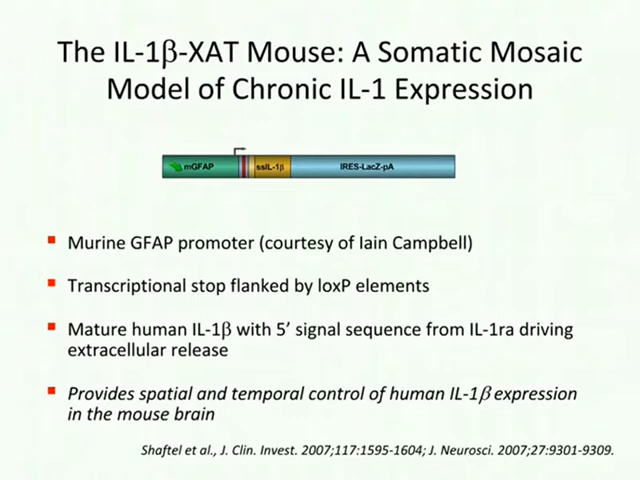 The IL-1β-XAT Mouse: A Somatic Mosaic
Model of Chronic IL-1 Expression
mGFAP ssIL-1β IRES-LacZ-pA
Murine GFAP promoter (courtesy of Iain Campbell)
Transcriptional stop flanked by loxP elements
Mature human IL-1β with 5’ signal sequence from IL-1ra driving
extracellular release
Provides spatial and temporal control of human IL-1β expression
in the mouse brain
Shaftel et al., J. Clin. Invest. 2007;117:1595-1604; J. Neurosci. 2007;27:9301-9309.